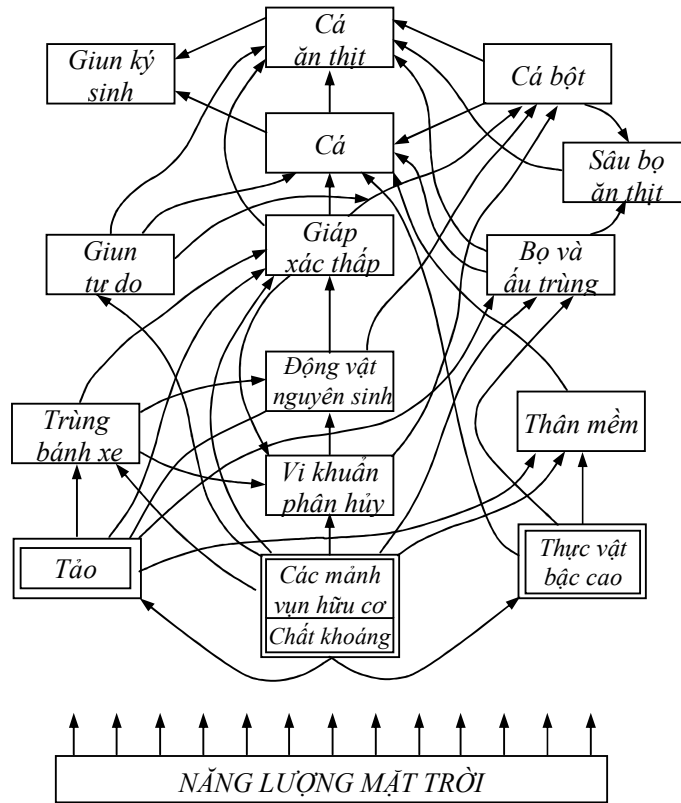 Cá
ăn thịt
Giun ký
sinh
Cá bột
Cá
Sâu bọ
ăn thịt
Giun
tự do
Giáp
xác thấp
Bọ và
ấu trùng
Động vật
nguyên sinh
Trùng
bánh xe
Thân mềm
Vi khuẩn
phân hủy
Tảo
Các mảnh
vụn hữu cơ
Chất khoáng
Thực vật
bậc cao
NĂNG LƯỢNG MẶT TRỜI